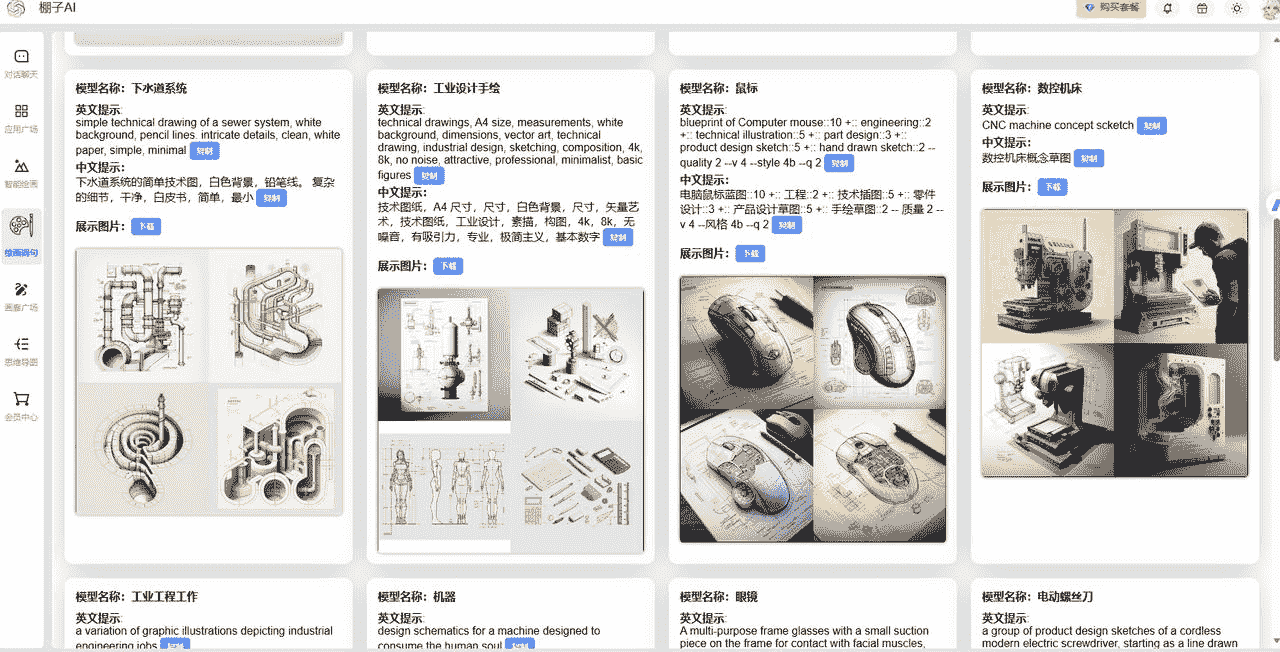 棚子AI
购买套餐
对话聊天
应用广场
智能绘画
绘画词句
画廊广场
思维导图
会员中心
模型名称：下水道系统
英文提示:
simple technical drawing of a sewer system, white
background, pencil lines. intricate details, clean, white
paper, simple, minimal 复制
中文提示：
下水道系统的简单技术图，白色背景，铅笔线。 复杂
的细节，干净，白皮书，简单，最小 复制
展示图片： 下载
模型名称：工业设计手绘
英文提示:
technical drawings, A4 size, measurements, white
background, dimensions, vector art, technical
drawing, industrial design, sketching, composition, 4k,
8k, no noise, attractive, professional, minimalist, basic
figures 复制
中文提示：
技术图纸，A4 尺寸，尺寸，白色背景，尺寸，矢量艺
术，技术图纸，工业设计，素描，构图，4k，8k，无
噪音，有吸引力，专业，极简主义，基本数字 复制
展示图片： 下载
模型名称：鼠标
英文提示:
blueprint of Computer mouse::10 +:: engineering::2
+:: technical illustration::5 +:: part design::3 +::
product design sketch::5 +:: hand drawn sketch::2 --
quality 2 --v 4 --style 4b --q 2 复制
中文提示：
电脑鼠标蓝图::10 +:: 工程::2 +:: 技术插图::5 +:: 零件
设计::3 +:: 产品设计草图::5 +:: 手绘草图::2 -- 质量 2 --
v 4 --风格 4b --q 2 复制
展示图片： 下载
模型名称：数控机床
英文提示:
CNC machine concept scketch 复制
中文提示：
数控机床概念草图 复制
展示图片： 下载
模型名称：工业工程工作
英文提示:
a variation of graphic illustrations depicting industrial
engineering jobs 复制
模型名称：机器
英文提示:
design schematics for a machine designed to
consume the human soul 复制
模型名称：眼镜
英文提示:
A multi-purpose frame glasses with a small suction
piece on the frame for contact with facial muscles,
模型名称：电动螺丝刀
英文提示:
a group of product design sketches of a cordless
modern electric screwdriver, starting as a line drawn